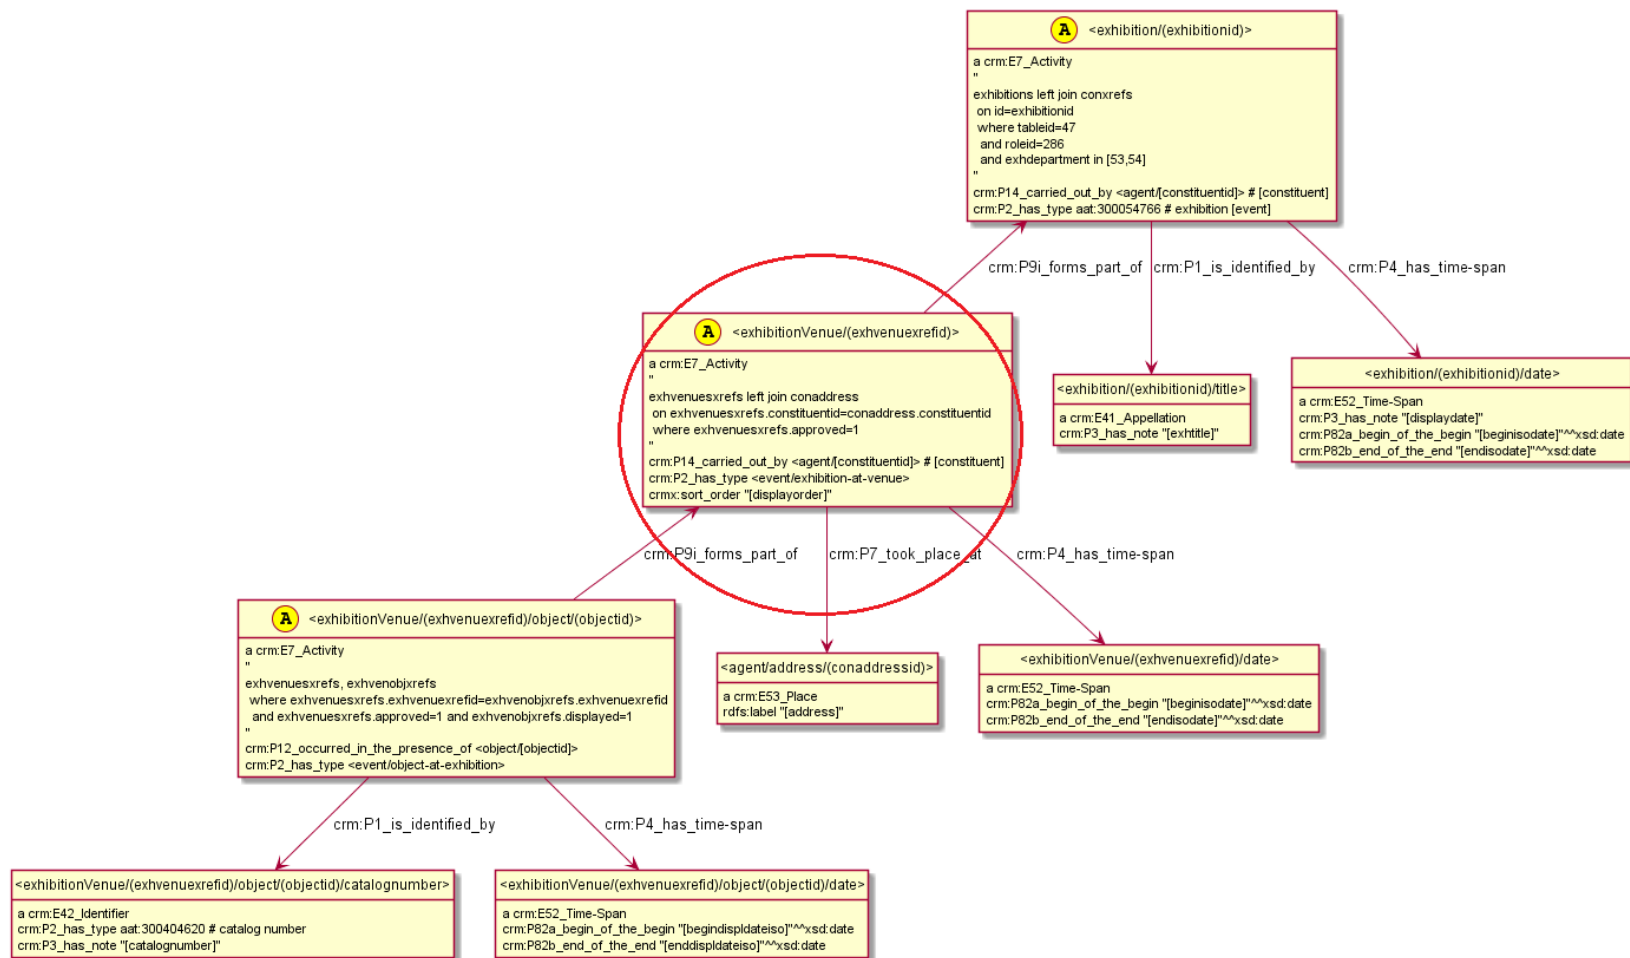 A <exhibition/(exhibitionid)>
a crm:E7_Activity
"
exhibitions left join conxrefs
on id=exhibitionid
where tableid=47
and roleid=286
and exhdepartment in [53,54]
"
crm:P14_carried_out_by <agent/[constituentid]> # [constituent]
crm:P2_has_type aat:300054766 # exhibition [event]
crm:P9i_forms_part_of
crm:P1_is_identified_by
crm:P4_has_time-span
A <exhibitionVenue/(exhvenuexrefid)>
a crm:E7_Activity
"
exhvenuesxrefs left join conaddress
on exhvenuesxrefs.constituentid=conaddress.constituentid
where exhvenuesxrefs.approved=1
"
crm:P14_carried_out_by <agent/[constituentid]> # [constituent]
crm:P2_has_type <event/exhibition-at-venue>
crmx:sort_order "[displayorder]"
<exhibition/(exhibitionid)/title>
a crm:E41_Appellation
crm:P3_has_note "[exhtitle]"
<exhibition/(exhibitionid)/date>
a crm:E52_Time-Span
crm:P3_has_note "[displaydate]"
crm:P82a_begin_of_the_begin "[beginisodate]"^^xsd:date
crm:P82b_end_of_the_end "[endisodate]"^^xsd:date
crm:P9i_forms_part_of
crm:P7_took_place_at
crm:P4_has_time-span
A <exhibitionVenue/(exhvenuexrefid)/object/(objectid)>
a crm:E7_Activity
"
exhvenuesxrefs, exhvenobjxrefs
where exhvenuesxrefs.exhvenuexrefid=exhvenobjxrefs.exhvenuexrefid
and exhvenuesxrefs.approved=1 and exhvenobjxrefs.displayed=1
"
crm:P12_occurred_in_the_presence_of <object/[objectid]>
crm:P2_has_type <event/object-at-exhibition>
<agent/address/(conaddressid)>
a crm:E53_Place
rdfs:label "[address]"
<exhibitionVenue/(exhvenuexrefid)/date>
a crm:E52_Time-Span
crm:P82a_begin_of_the_begin "[beginisodate]"^^xsd:date
crm:P82b_end_of_the_end "[endisodate]"^^xsd:date
crm:P1_is_identified_by
crm:P4_has_time-span
<exhibitionVenue/(exhvenuexrefid)/object/(objectid)/catalognumber>
a crm:E42_Identifier
crm:P2_has_type aat:300404620 # catalog number
crm:P3_has_note "[catalognumber]"
<exhibitionVenue/(exhvenuexrefid)/object/(objectid)/date>
a crm:E52_Time-Span
crm:P82a_begin_of_the_begin "[begindispldateiso]"^^xsd:date
crm:P82b_end_of_the_end "[enddispldateiso]"^^xsd:date